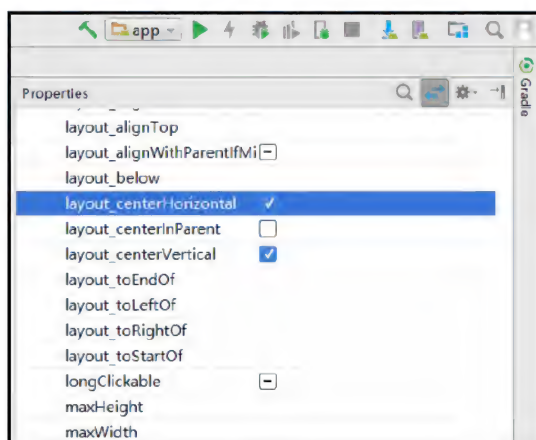 app
Gradle
Properties
layout_alignTop
layout_alignWithParentIfMi
layout_below
layout_centerHorizontal
layout_centerInParent
layout_centerVertical
layout_toEndOf
layout_toLeftOf
layout_toRightOf
layout_toStartOf
longClickable
maxHeight
maxWidth